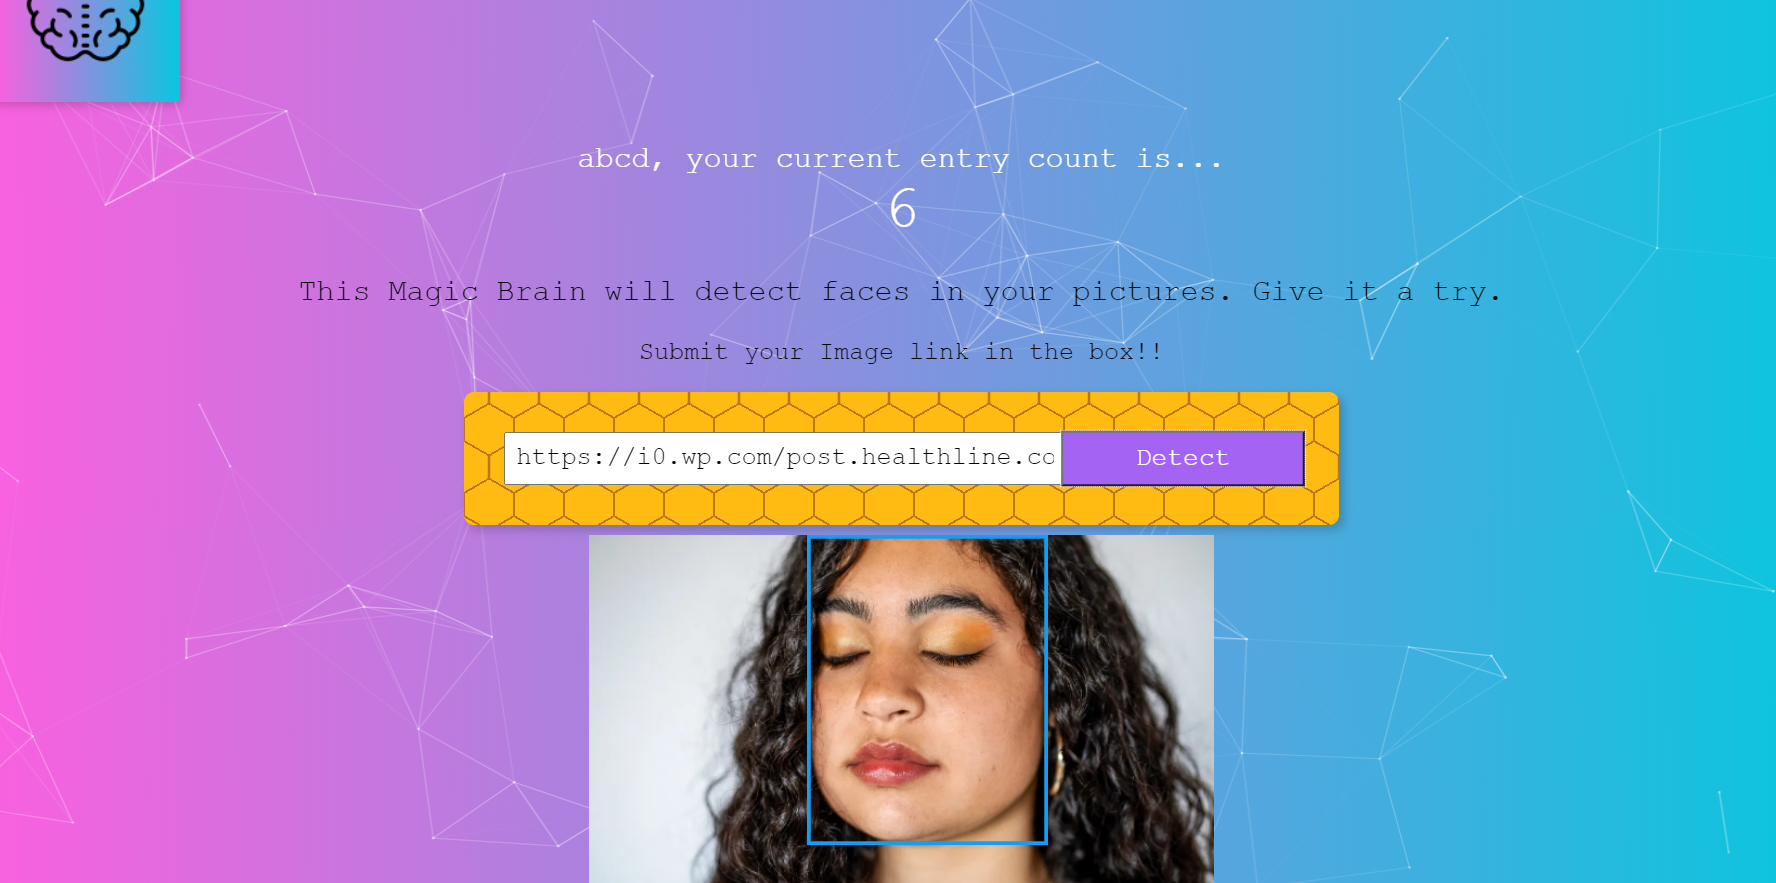 abcd, your current entry count is...
6
This Magic Brain will detect faces in your pictures. Give it a try.
Submit your Image link in the box!!
https://i0.wp.com/post.healthline.co
Detect